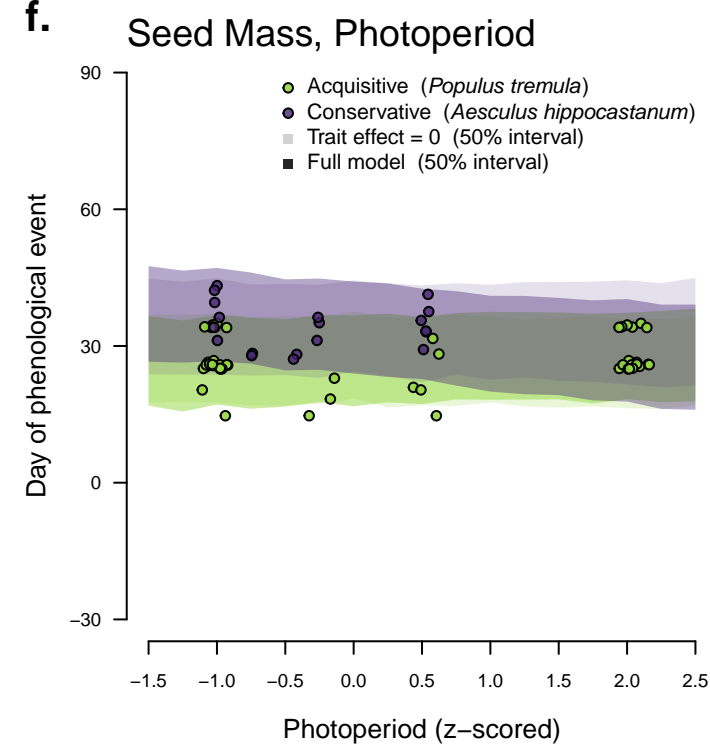 f.
Seed Mass, Photoperiod
Acquisitive (Populus tremula)
Conservative (Aesculus hippocastanum)
Trait effect = 0 (50% interval)
Full model (50% interval)
Day of phenological event
90
60
30
0
−30
−1.5 −1.0 −0.5 0.0 0.5 1.0 1.5 2.0 2.5
Photoperiod (z−scored)